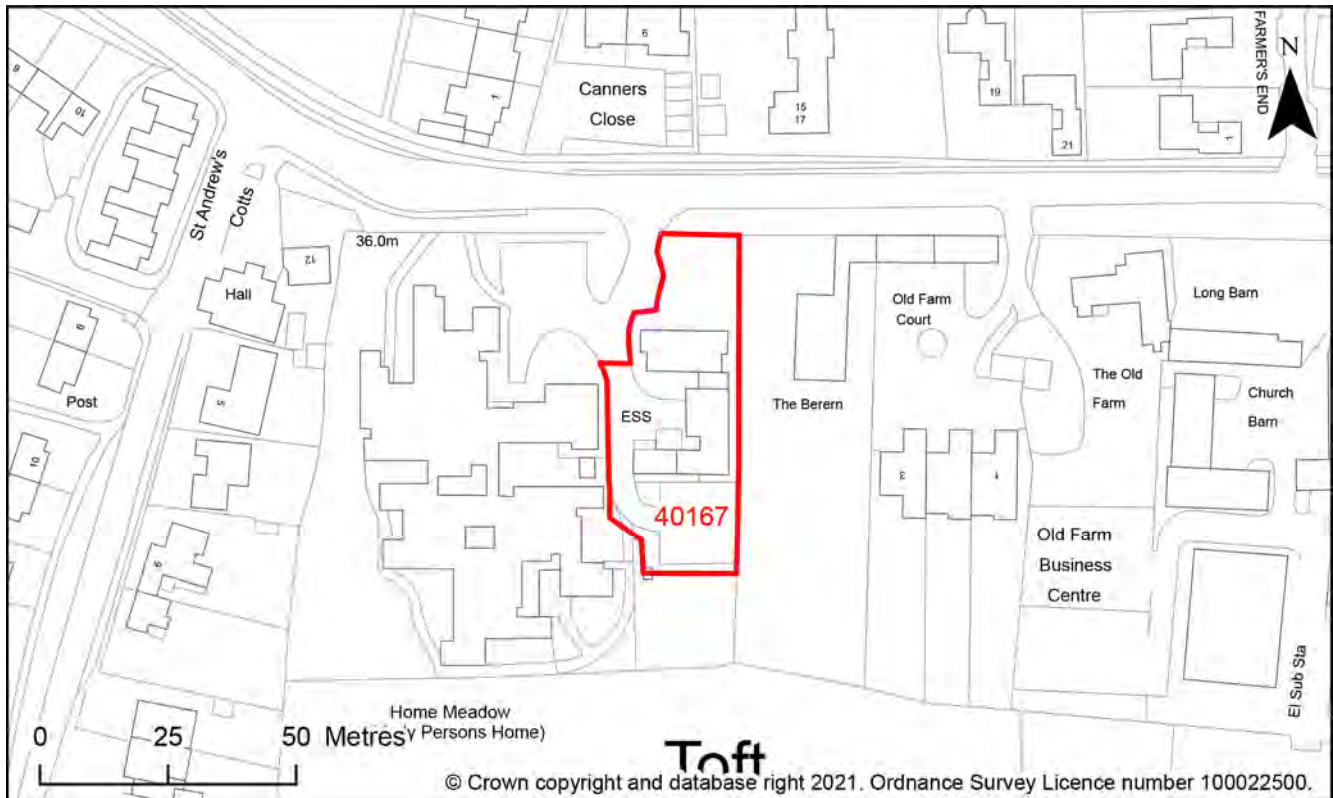 6
Canners
Close
FARMER'S END
N
8
10
1
15
17
19
21
1
St Andrew's
Cotts
36.0m
12
Hall
Long Barn
Old Farm
Court
The Old
Farm
Church
Barn
The Berern
9
5
Post
ESS
3
1
10
40167
Old Farm
Business
Centre
6
El Sub Sta
Home Meadow
y Persons Home)
0 25 50 Metres
Toft
© Crown copyright and database right 2021. Ordnance Survey Licence number 100022500.